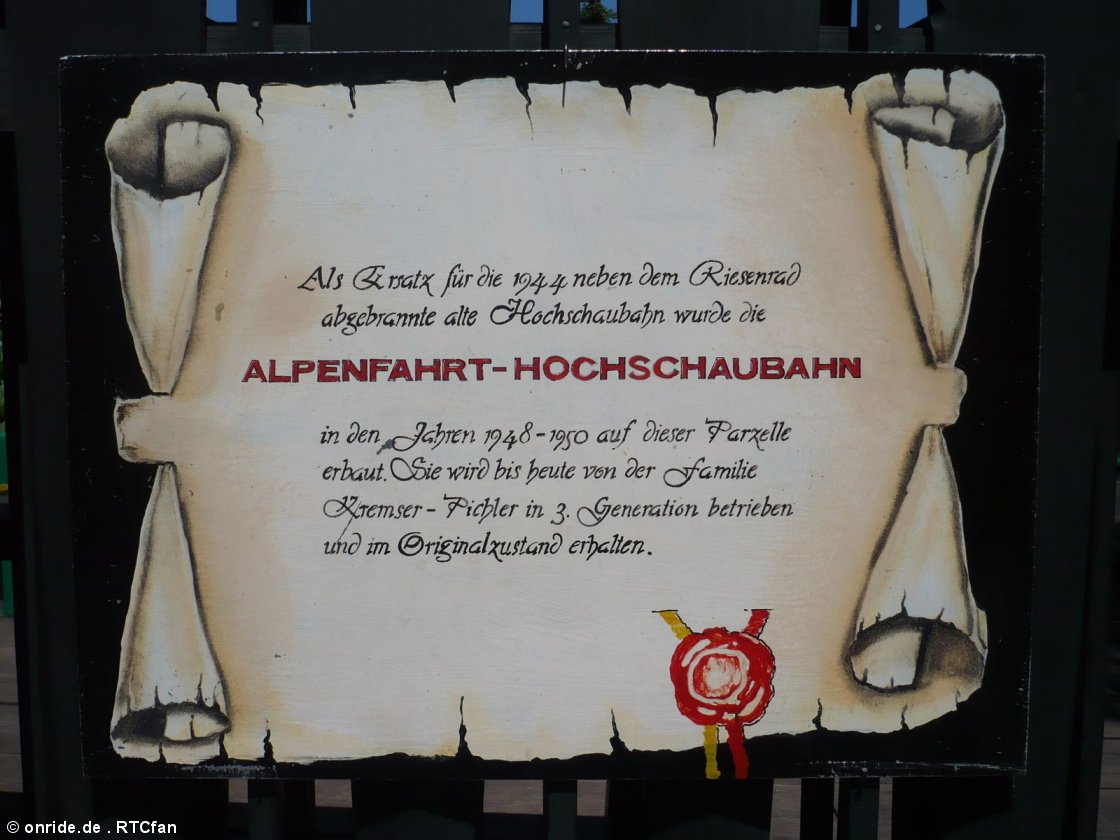 Als Ersatz für die 1944 neben dem Riesenrad
abgebrannte alte Hochschaubahn wurde die
ALPENFAHRT-HOCHSCHAUBAHN
in den Jahren 1948-1950 auf dieser Parzelle
erbaut. Sie wird bis heute von der Familie
Kremser-Pichler in 3. Generation betrieben
und im Originalzustand erhalten.
© onride.de . RTCfan